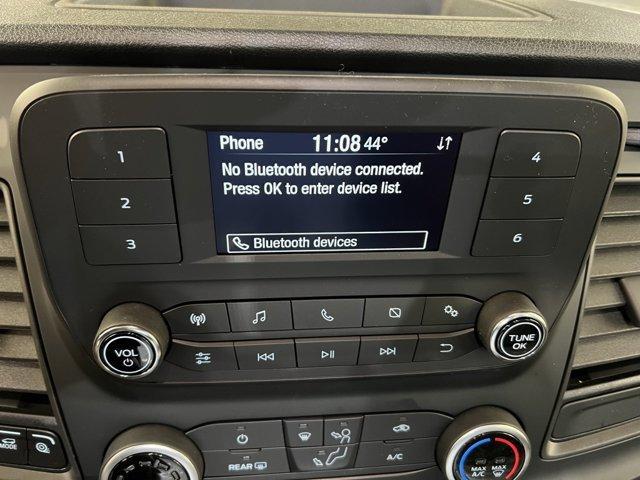 Phone 11:08 44°
No Bluetooth device connected.
Press OK to enter device list.
Bluetooth devices
1
2
3
4
5
6
VOL
TUNE
OK
MODE
REAR
A/C
MAX
A/C
MAX